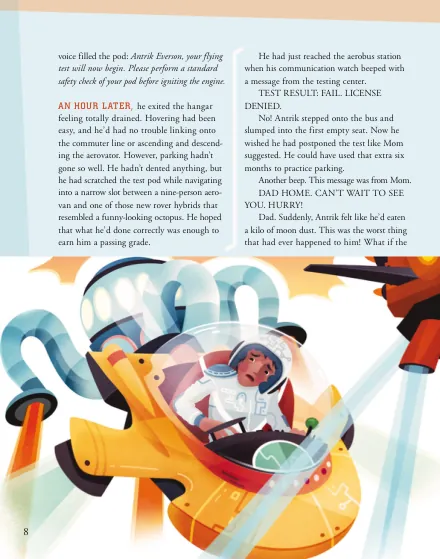 voice filled the pod: Antrik Everson, your flying
test will now begin. Please perform a standard
safety check of your pod before igniting the engine.
AN HOUR LATER, he exited the hangar
feeling totally drained. Hovering had been
easy, and he'd had no trouble linking onto
the commuter line or ascending and descend-
ing the aerovator. However, parking hadn't
gone so well. He hadn't dented anything, but
he had scratched the test pod while navigating
into a narrow slot between a nine-person aero-
van and one of those new rover hybrids that
resembled a funny-looking octopus. He hoped
that what he'd done correctly was enough to
earn him a passing grade.
He had just reached the aerobus station
when his communication watch beeped with
a message from the testing center.
TEST RESULT: FAIL. LICENSE
DENIED.
No! Antrik stepped onto the bus and
slumped into the first empty seat. Now he
wished he had postponed the test like Mom
suggested. He could have used that extra six
months to practice parking.
Another beep. This message was from Mom.
DAD HOME. CAN'T WAIT TO SEE
YOU. HURRY!
Dad. Suddenly, Antrik felt like he'd eaten
a kilo of moon dust. This was the worst thing
that had ever happened to him! What if the
8